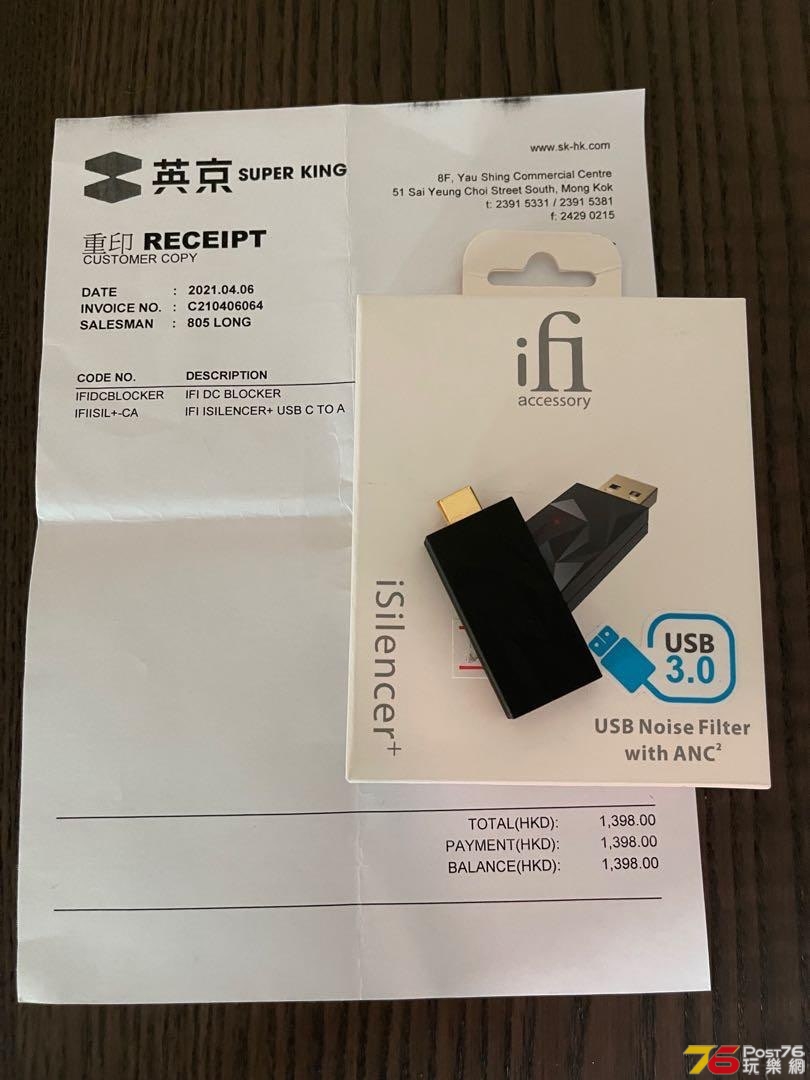 英京 SUPER KING
www.sk-hk.com
8F, Yau Shing Commercial Centre
51 Sai Yeung Choi Street South, Mong Kok
t: 2391 5331 / 2391 5381
f: 2429 0215
重印 RECEIPT
CUSTOMER COPY
DATE : 2021.04.06
INVOICE NO. : C210406064
SALESMAN : 805 LONG
CODE NO. DESCRIPTION
IFIDCBLOCKER IFI DC BLOCKER
IFIISIL+-CA IFI ISILENCER+ USB C TO A
ifi
accessory
iSilencer+
USB
3.0
USB Noise Filter
with ANC²
TOTAL(HKD): 1,398.00
PAYMENT(HKD): 1,398.00
BALANCE(HKD): 1,398.00
76 Post76
玩樂網